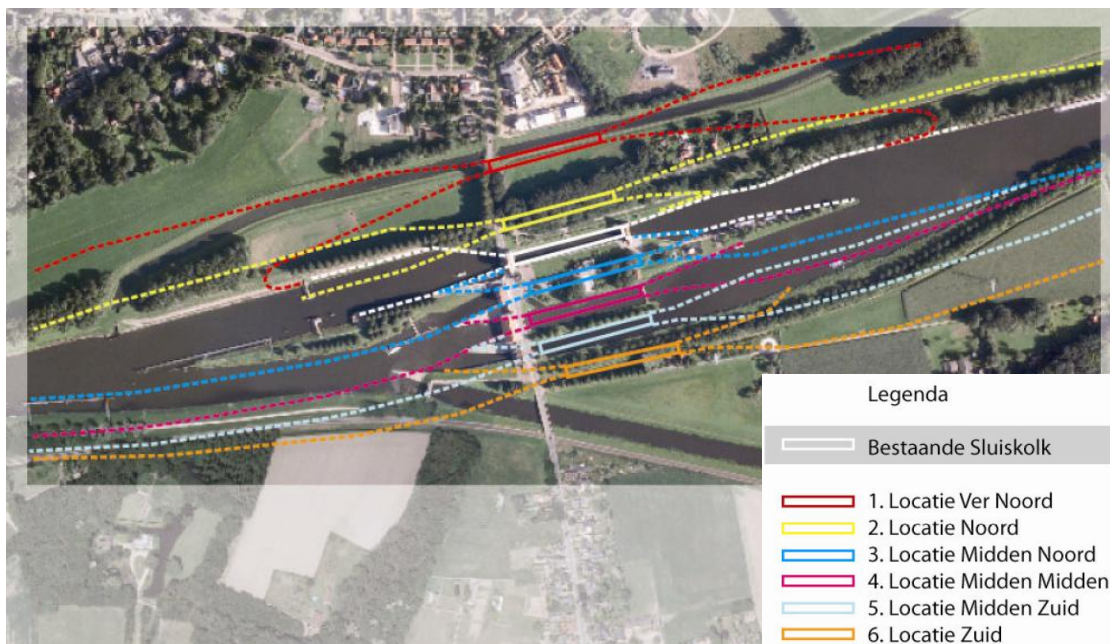 Legenda
Bestaande Sluiskolk
1. Locatie Ver Noord
2. Locatie Noord
3. Locatie Midden Noord
4. Locatie Midden Midden
5. Locatie Midden Zuid
6. Locatie Zuid